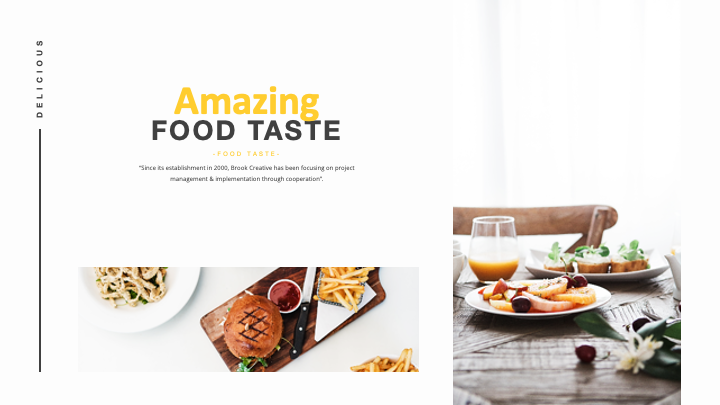 DELICIOUS
Amazing
FOOD TASTE
-FOOD TASTE-
"Since its establishment in 2000, Brook Creative has been focusing on project
management & implementation through cooperation".